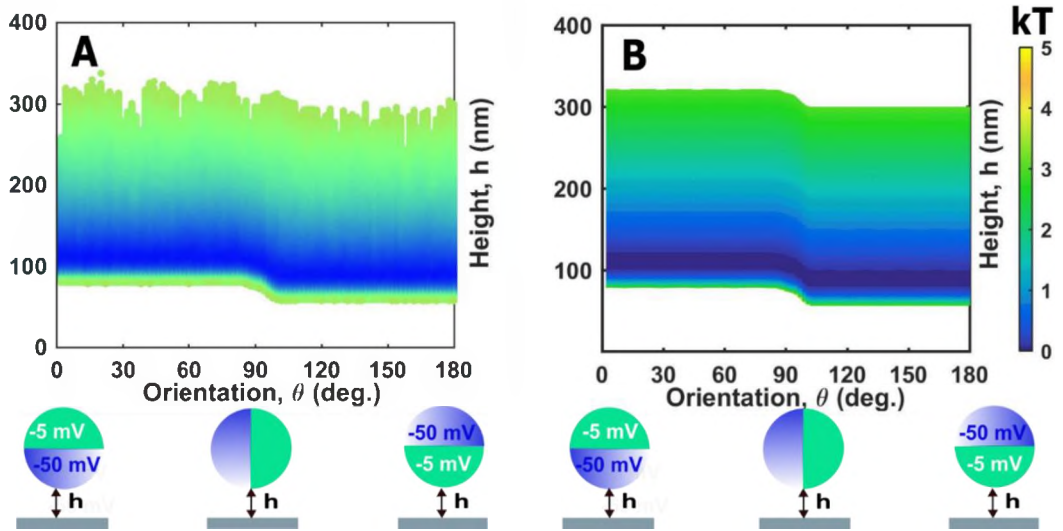 A
400
300
200
100
0
0 30 60 90 120 150 180
Orientation, θ (deg.)
Height, h (nm)
B
400
300
200
100
0 30 60 90 120 150 180
Orientation, θ (deg.)
Height, h (nm)
kT
5
4
3
2
1
0
-5 mV
-50 mV
h
h
-50 mV
-5 mV
h
-5 mV
-50 mV
h
h
-50 mV
-5 mV
h